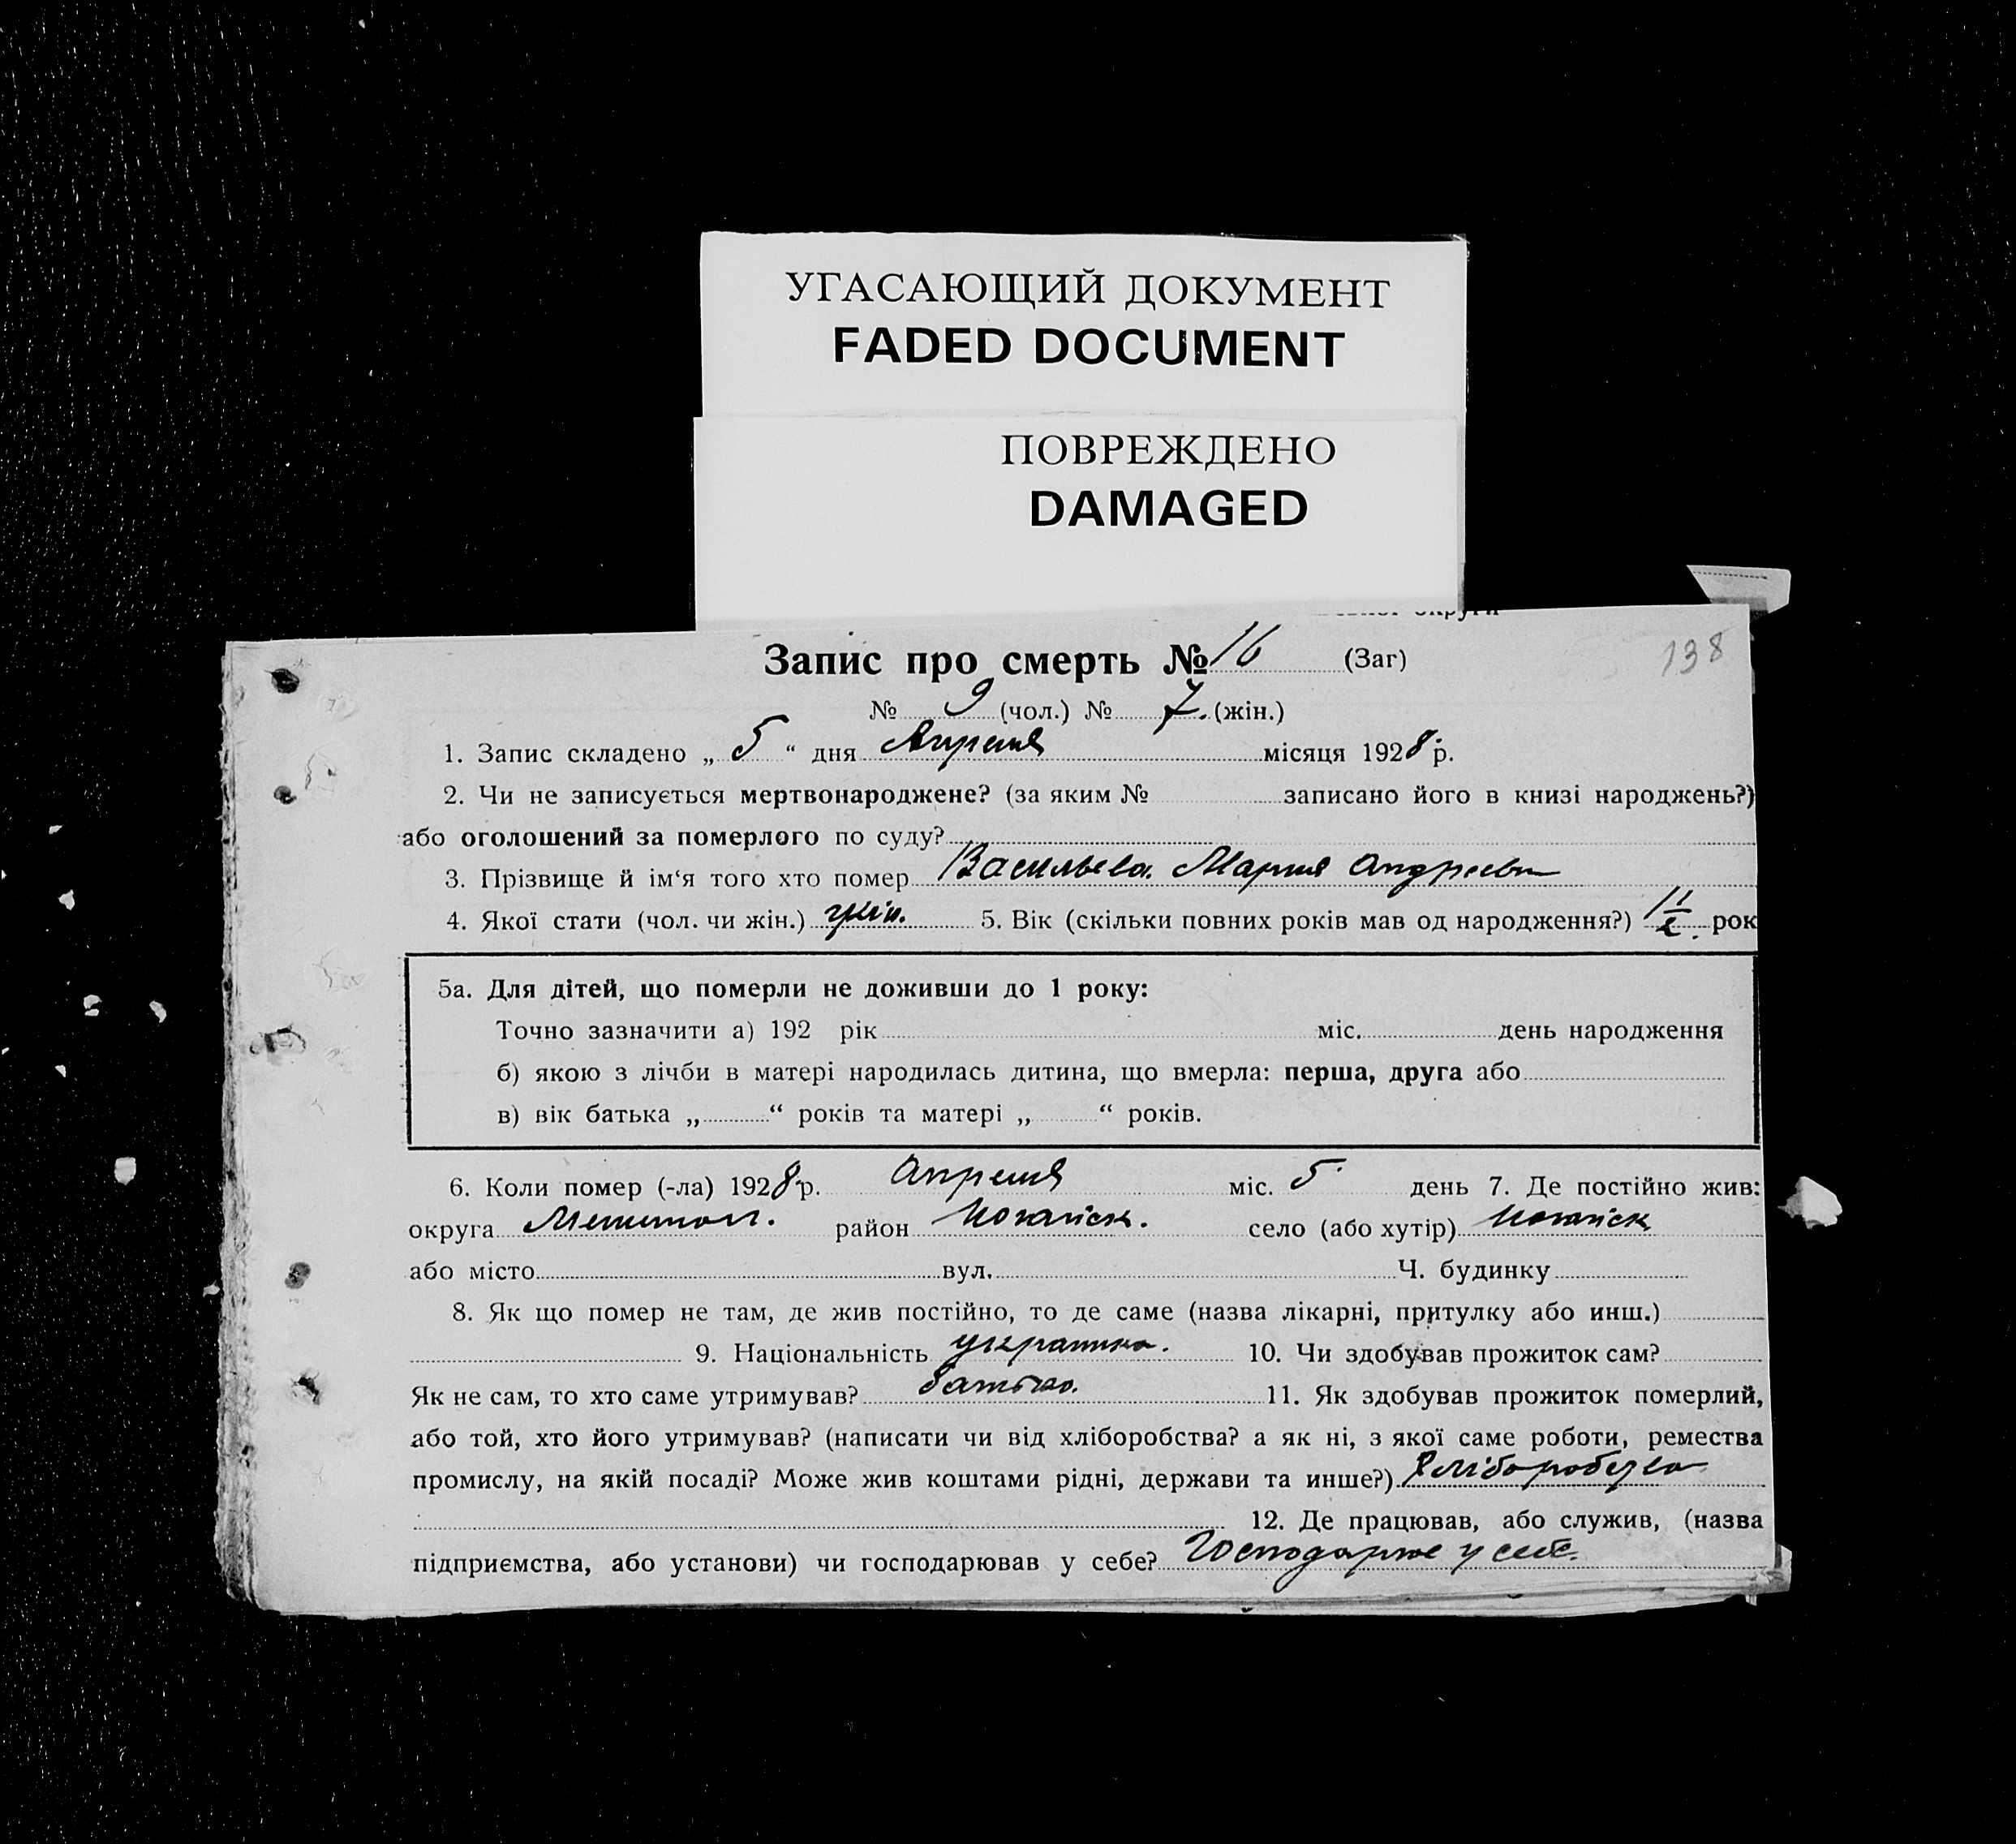 УГАСАЮЩИЙ ДОКУМЕНТ
FADED DOCUMENT
ПОВРЕЖДЕНО
DAMAGED
округи
Запис про смерть № 16 (Заг)
138
№ 9 (чол.) № 7. (жін.)
1. Запис складено „ 5 “ дня Апреля місяця 1928 р.
2. Чи не записується мертвонароджене? (за яким № записано його в книзі народжень?)
або оголошений за померлого по суду?
3. Прізвище й ім‘я того хто помер Васильева Мария Андреевн
4. Якої стати (чол. чи жін.) жін. 5. Вік (скільки повних років мав од народження?) 1 1/2 рок
5а. Для дітей, що померли не доживши до 1 року:
Точно зазначити а) 192 рік міс. день народження
б) якою з лічби в матері народилась дитина, що вмерла: перша, друга або
в) вік батька „ “ років та матері „ “ років.
6. Коли помер (-ла) 1928 р. Апреля міс. 5 день 7. Де постійно жив:
округа Мелитоп. район Ногайск. село (або хутір) Ногайск
або місто вул. Ч. будинку
8. Як що помер не там, де жив постійно, то де саме (назва лікарні, притулку або инш.)
9. Національність українка. 10. Чи здобував прожиток сам?
Як не сам, то хто саме утримував? батько. 11. Як здобував прожиток померлий,
або той, хто його утримував? (написати чи від хліборобства? а як ні, з якої саме роботи, ремества
промислу, на якій посаді? Може жив коштами рідні, держави та инше?)
12. Де працював, або служив, (назва
підприємства, або установи) чи господарював у себе? Господарює у себе.